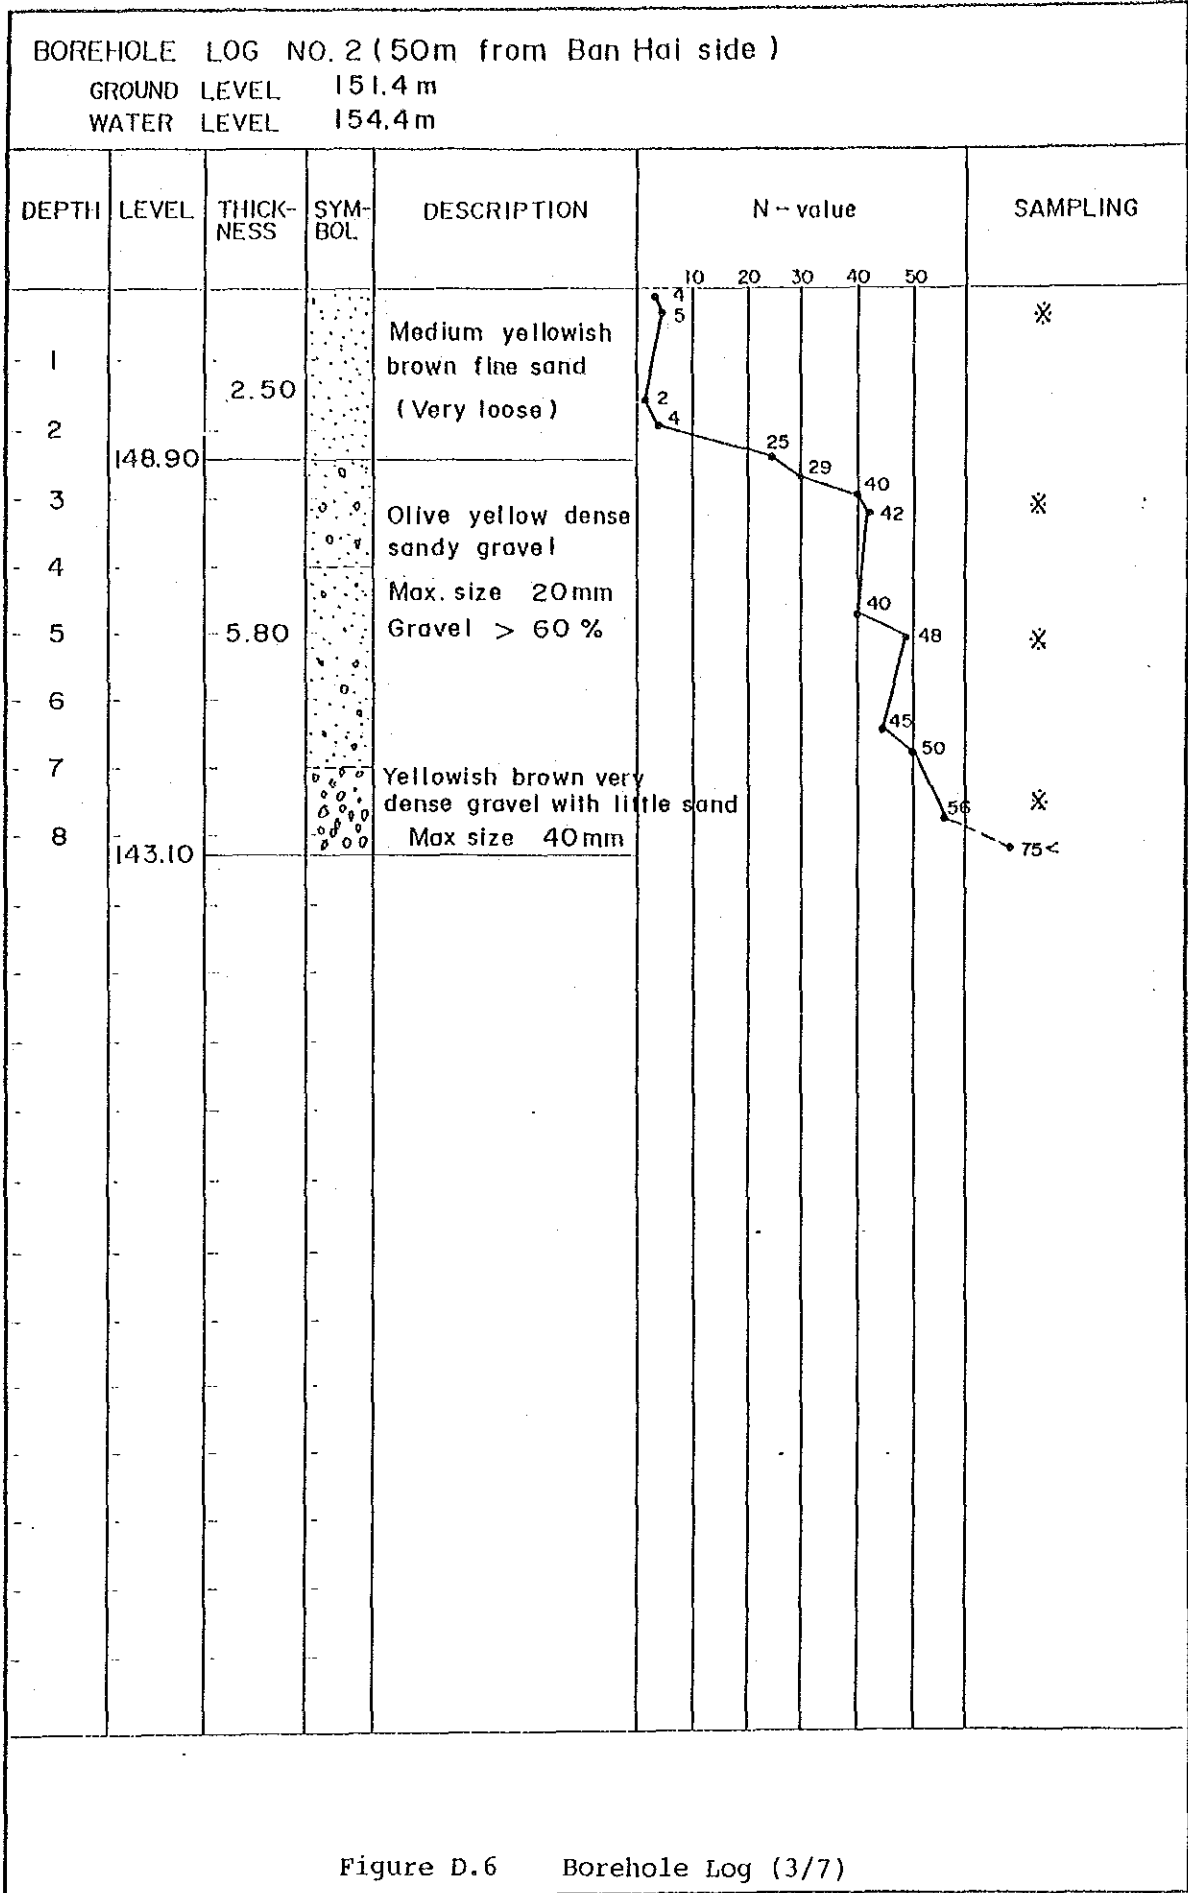 BOREHOLE LOG NO. 2 (50m from Ban Hai side)
GROUND LEVEL 151.4m
WATER LEVEL 154.4m
DEPTH LEVEL THICK- SYM- DESCRIPTION N-value SAMPLING
NESS BOL
10 20 30 40 50
4
5 ※
Medium yellowish
1 brown fine sand
2.50
(Very loose) 2
2 4
148.90 25
29
3 40 ※
Olive yellow dense 42
sandy gravel
4
Max. size 20mm 40
5 5.80 Gravel > 60% 48 ※
6
45
50
7 Yellowish brown very
dense gravel with little sand 56 ※
8 Max size 40mm
143.10 75<
Figure D.6 Borehole Log (3/7)